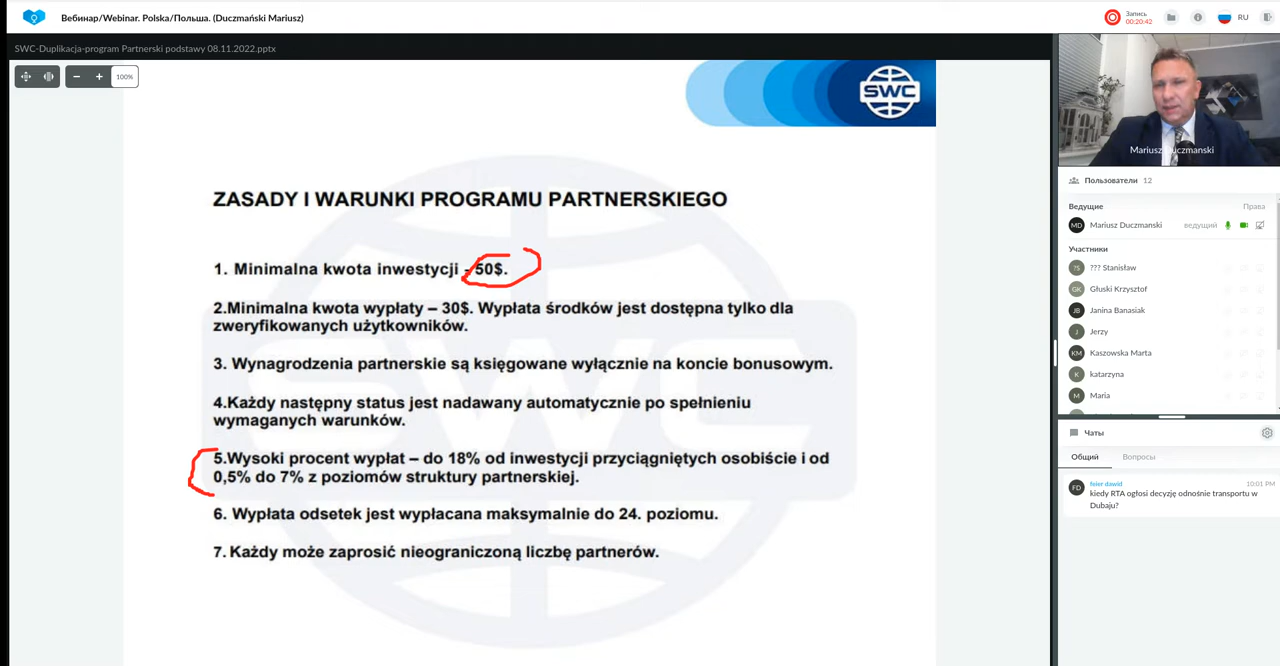 Вебинар/Webinar. Polska/Польша. (Duczmański Mariusz)
Запись
00:20:42
RU
SWC-Duplikacja-program Partnerski podstawy 08.11.2022.pptx
100%
SWC
ZASADY I WARUNKI PROGRAMU PARTNERSKIEGO
1. Minimalna kwota inwestycji - 50$.
2.Minimalna kwota wypłaty – 30$. Wypłata środków jest dostępna tylko dla
zweryfikowanych użytkowników.
3. Wynagrodzenia partnerskie są księgowane wyłącznie na koncie bonusowym.
4.Każdy następny status jest nadawany automatycznie po spełnieniu
wymaganych warunków.
5.Wysoki procent wypłat – do 18% od inwestycji przyciągniętych osobiście i od
0,5% do 7% z poziomów struktury partnerskiej.
6. Wypłata odsetek jest wypłacana maksymalnie do 24. poziomu.
7. Każdy może zaprosić nieograniczoną liczbę partnerów.
Mariusz Duczmanski
Пользователи 12
Ведущие Права
MD Mariusz Duczmanski ведущий
Участники
?S ??? Stanisław
GK Głuski Krzysztof
JB Janina Banasiak
J Jerzy
KM Kaszowska Marta
K katarzyna
M Maria
Чаты
Общий Вопросы
FD feier dawid 10:01 PM
kiedy RTA ogłosi decyzję odnośnie transportu w
Dubaju?